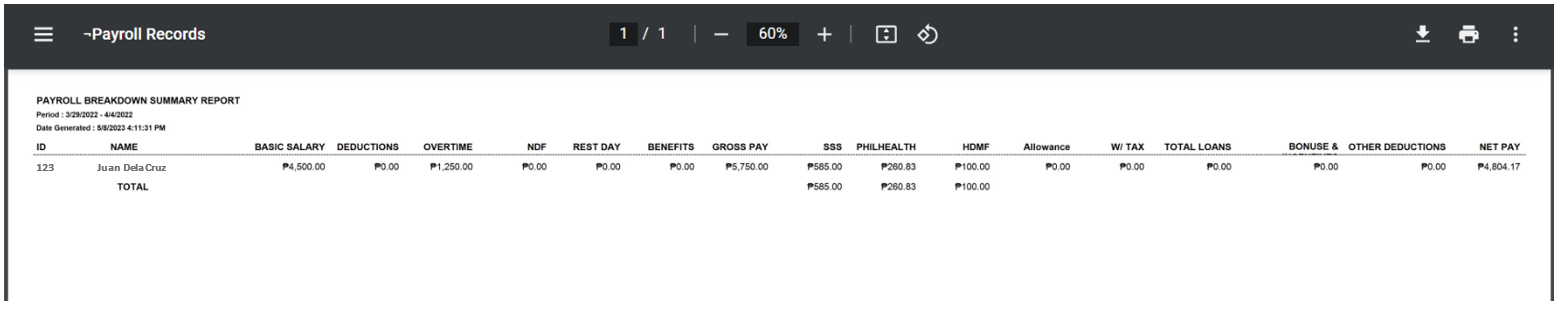 ¬Payroll Records 1 / 1 60%
PAYROLL BREAKDOWN SUMMARY REPORT
Period : 3/29/2022 - 4/4/2022
Date Generated : 5/8/2023 4:11:31 PM
ID NAME BASIC SALARY DEDUCTIONS OVERTIME NDF REST DAY BENEFITS GROSS PAY SSS PHILHEALTH HDMF Allowance W/ TAX TOTAL LOANS BONUSE & OTHER DEDUCTIONS NET PAY
123 Juan Dela Cruz ₱4,500.00 ₱0.00 ₱1,250.00 ₱0.00 ₱0.00 ₱0.00 ₱5,750.00 ₱585.00 ₱260.83 ₱100.00 ₱0.00 ₱0.00 ₱0.00 ₱0.00 ₱0.00 ₱4,804.17
TOTAL ₱585.00 ₱260.83 ₱100.00